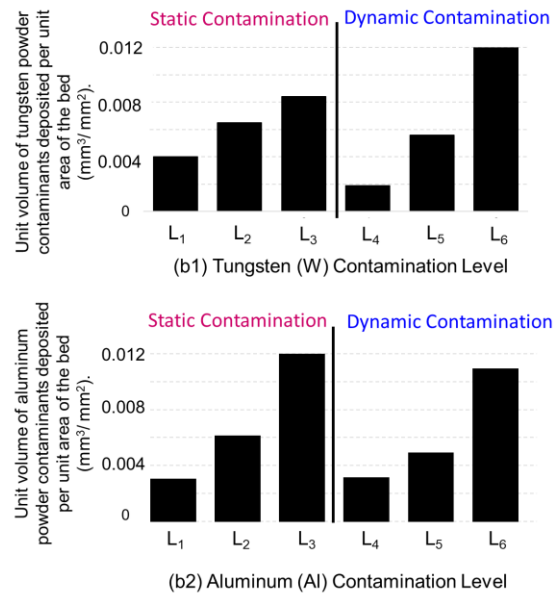 Static Contamination Dynamic Contamination
Unit volume of tungsten powder
contaminants deposited per unit
area of the bed
(mm³/ mm²).
0.012
0.008
0.004
0
L₁ L₂ L₃ L₄ L₅ L₆
(b1) Tungsten (W) Contamination Level
Static Contamination Dynamic Contamination
Unit volume of aluminum
powder contaminants deposited
per unit area of the bed
(mm³/ mm²).
0.012
0.008
0.004
0
L₁ L₂ L₃ L₄ L₅ L₆
(b2) Aluminum (Al) Contamination Level